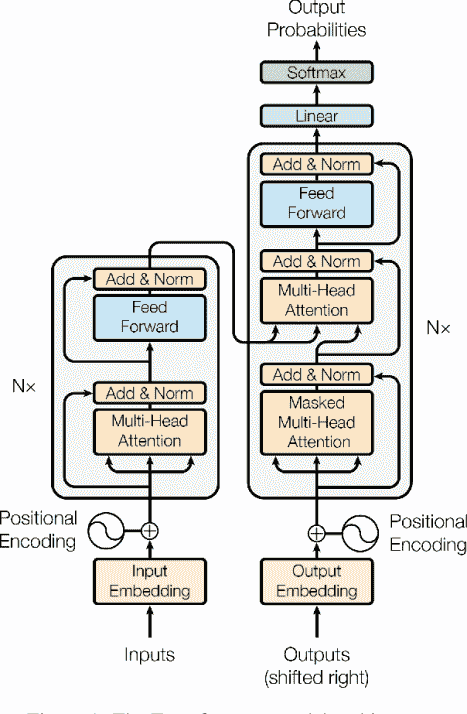 Output
Probabilities
Softmax
Linear
Add & Norm
Feed
Forward
Add & Norm
Multi-Head
Attention
Add & Norm
Masked
Multi-Head
Attention
Nx
Add & Norm
Feed
Forward
Add & Norm
Multi-Head
Attention
Nx
Positional
Encoding
Positional
Encoding
Input
Embedding
Output
Embedding
Inputs
Outputs
(shifted right)